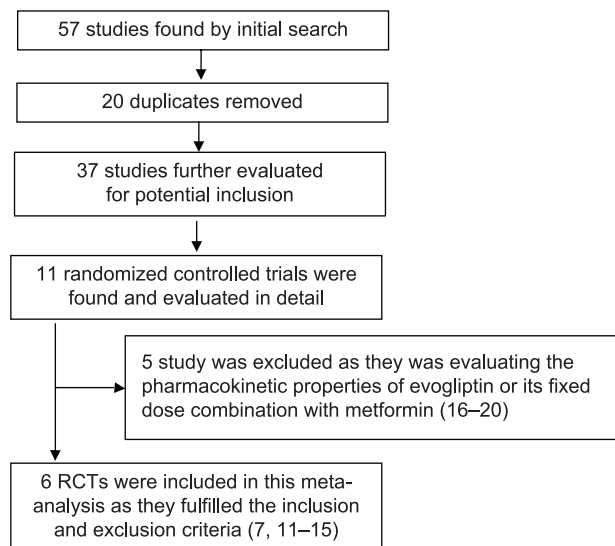 57 studies found by initial search
20 duplicates removed
37 studies further evaluated
for potential inclusion
11 randomized controlled trials were
found and evaluated in detail
5 study was excluded as they was evaluating the
pharmacokinetic properties of evogliptin or its fixed
dose combination with metformin (16–20)
6 RCTs were included in this meta-
analysis as they fulfilled the inclusion
and exclusion criteria (7, 11–15)